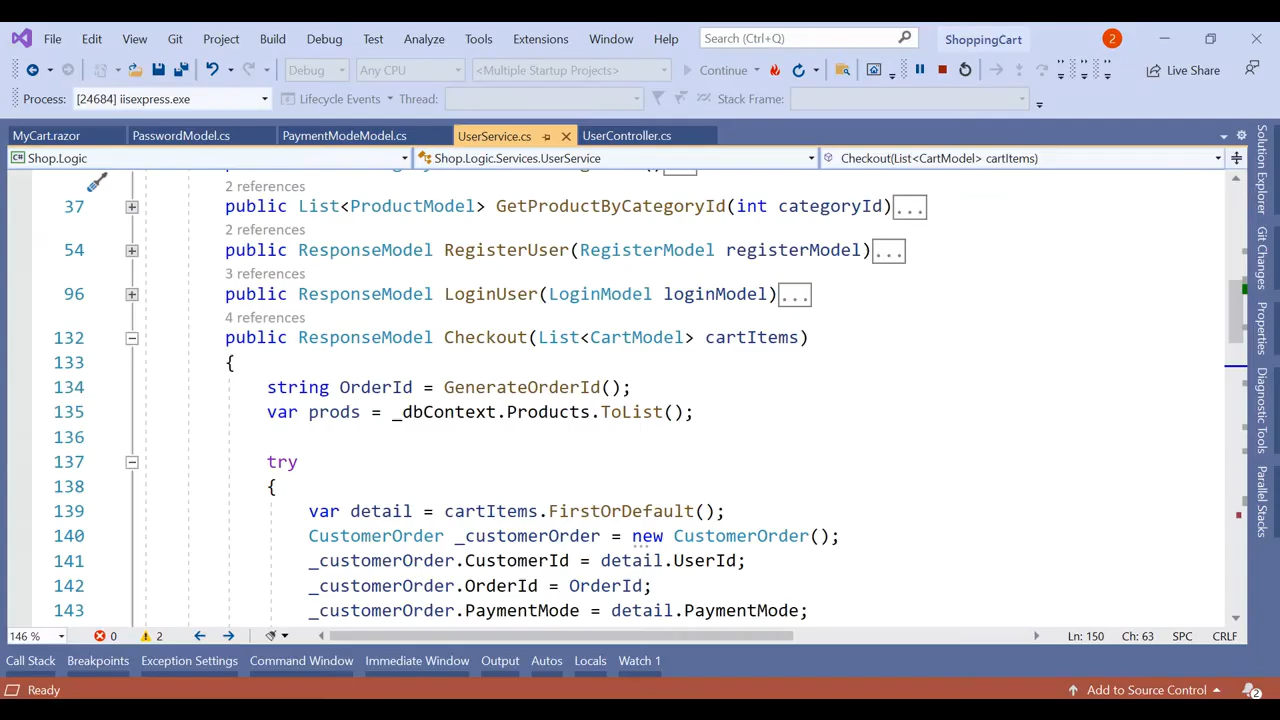 File Edit View Git Project Build Debug Test Analyze Tools Extensions Window Help Search (Ctrl+Q) ShoppingCart 2
Debug Any CPU <Multiple Startup Projects> Continue Live Share
Process: [24684] iisexpress.exe Lifecycle Events Thread: Stack Frame:
MyCart.razor PasswordModel.cs PaymentModeModel.cs UserService.cs UserController.cs
C# Shop.Logic Shop.Logic.Services.UserService Checkout(List<CartModel> cartItems)
2 references
37 public List<ProductModel> GetProductByCategoryId(int categoryId)...
2 references
54 public ResponseModel RegisterUser(RegisterModel registerModel)...
3 references
96 public ResponseModel LoginUser(LoginModel loginModel)...
4 references
132 public ResponseModel Checkout(List<CartModel> cartItems)
133 {
134 string OrderId = GenerateOrderId();
135 var prods = _dbContext.Products.ToList();
136
137 try
138 {
139 var detail = cartItems.FirstOrDefault();
140 CustomerOrder _customerOrder = new CustomerOrder();
141 _customerOrder.CustomerId = detail.UserId;
142 _customerOrder.OrderId = OrderId;
143 _customerOrder.PaymentMode = detail.PaymentMode;
146 % 0 2 Ln: 150 Ch: 63 SPC CRLF
Call Stack Breakpoints Exception Settings Command Window Immediate Window Output Autos Locals Watch 1
Ready Add to Source Control 2
Solution Explorer
Git Changes
Properties
Diagnostic Tools
Parallel Stacks